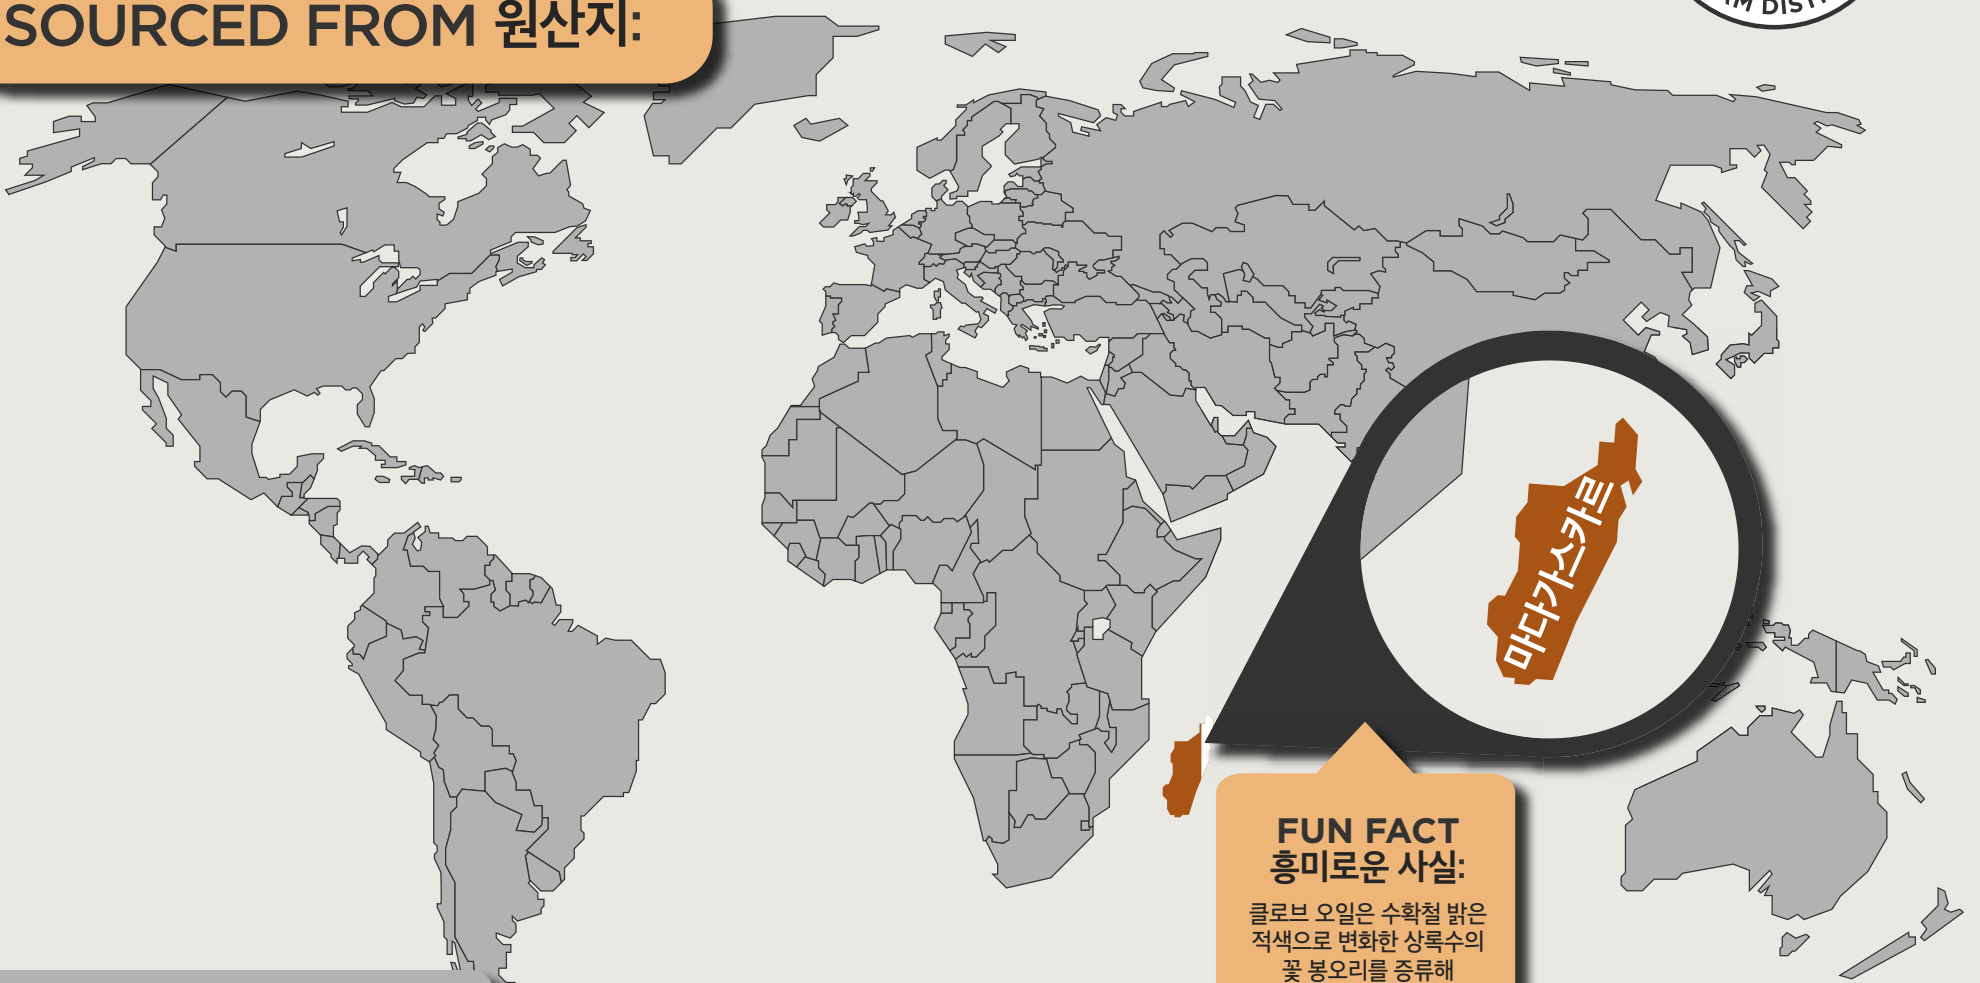 SOURCED FROM 원산지:
마다가스카르
FUN FACT
흥미로운 사실:
클로브 오일은 수확철 밝은
적색으로 변화한 상록수의
꽃 봉오리를 증류해